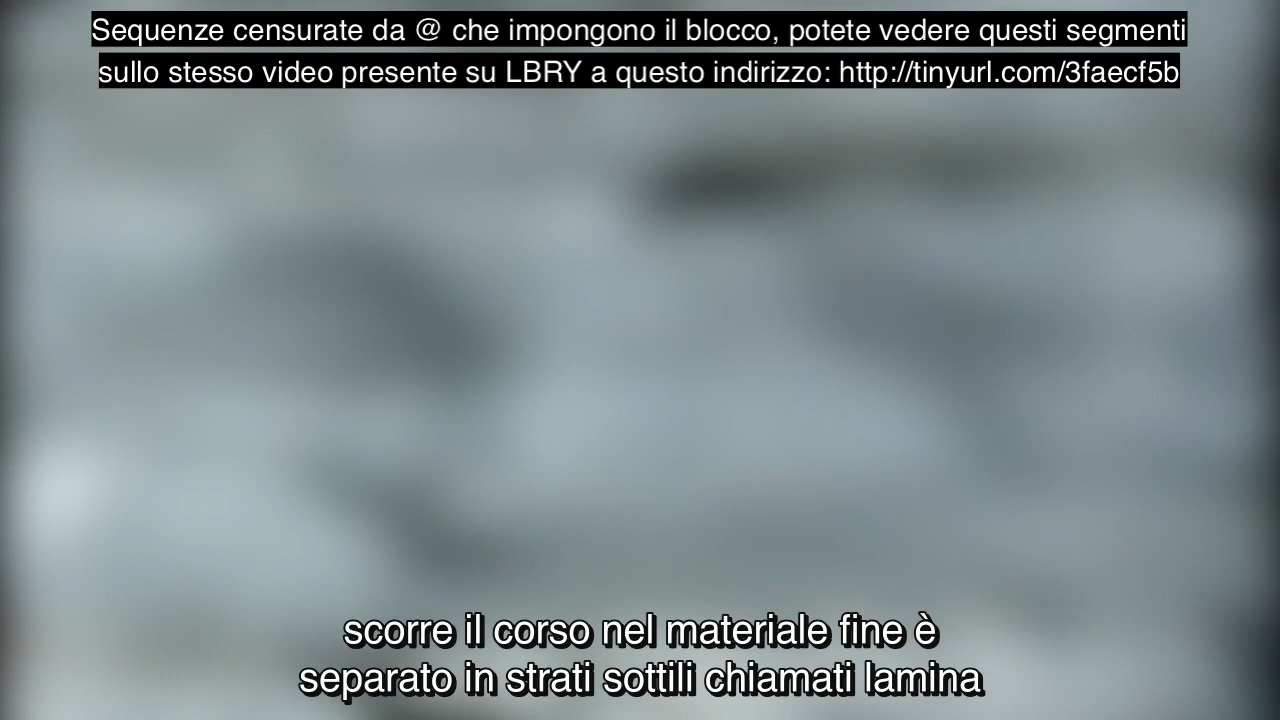 Sequenze censurate da @ che impongono il blocco, potete vedere questi segmenti
sullo stesso video presente su LBRY a questo indirizzo: http://tinyurl.com/3faecf5b
scorre il corso nel materiale fine è
separato in strati sottili chiamati lamina